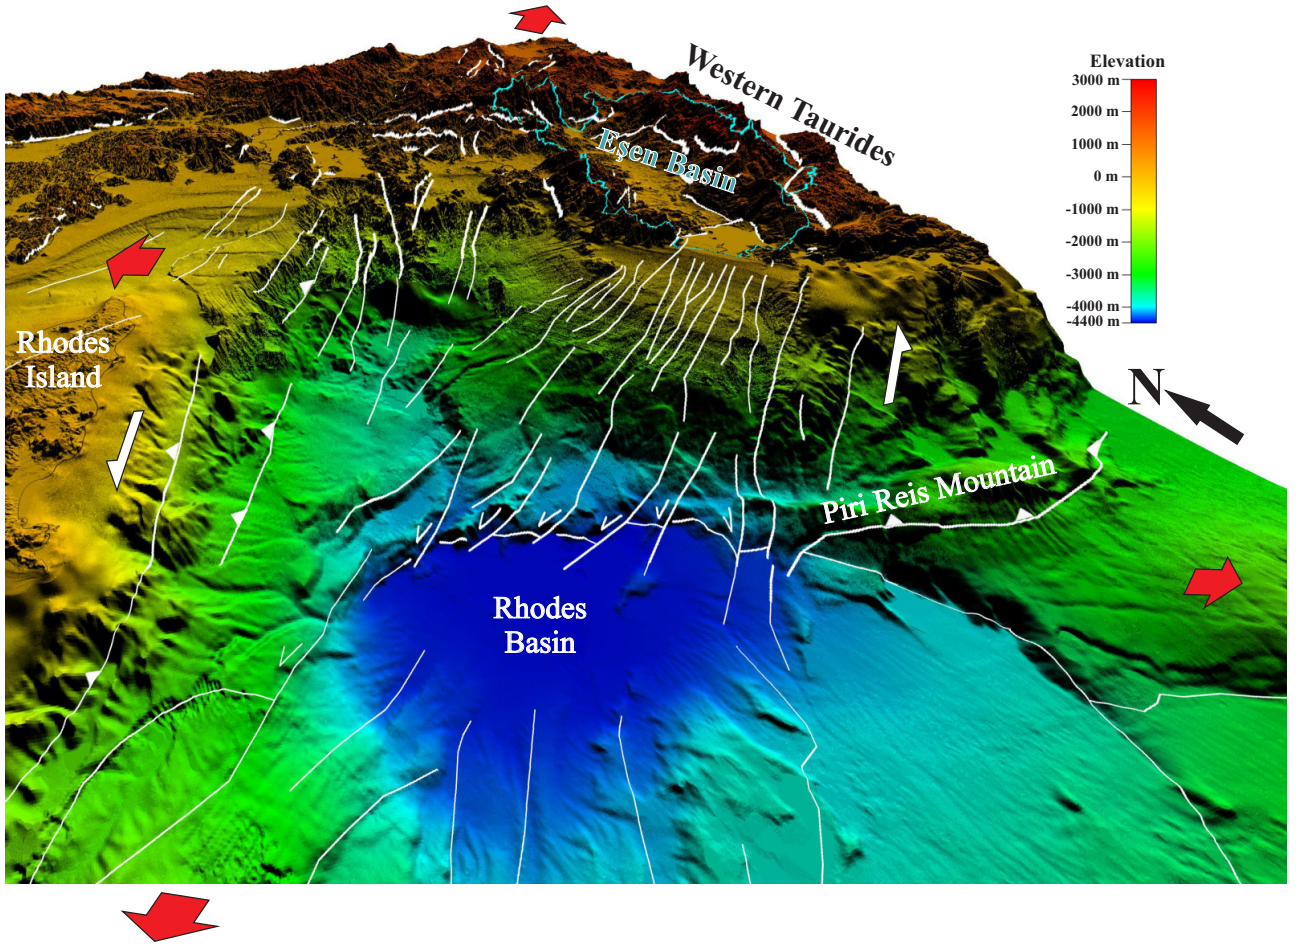 Western Taurides
Eşen Basin
Elevation
3000 m
2000 m
1000 m
0 m
-1000 m
-2000 m
-3000 m
-4000 m
-4400 m
Rhodes
Island
N
Piri Reis Mountain
Rhodes
Basin